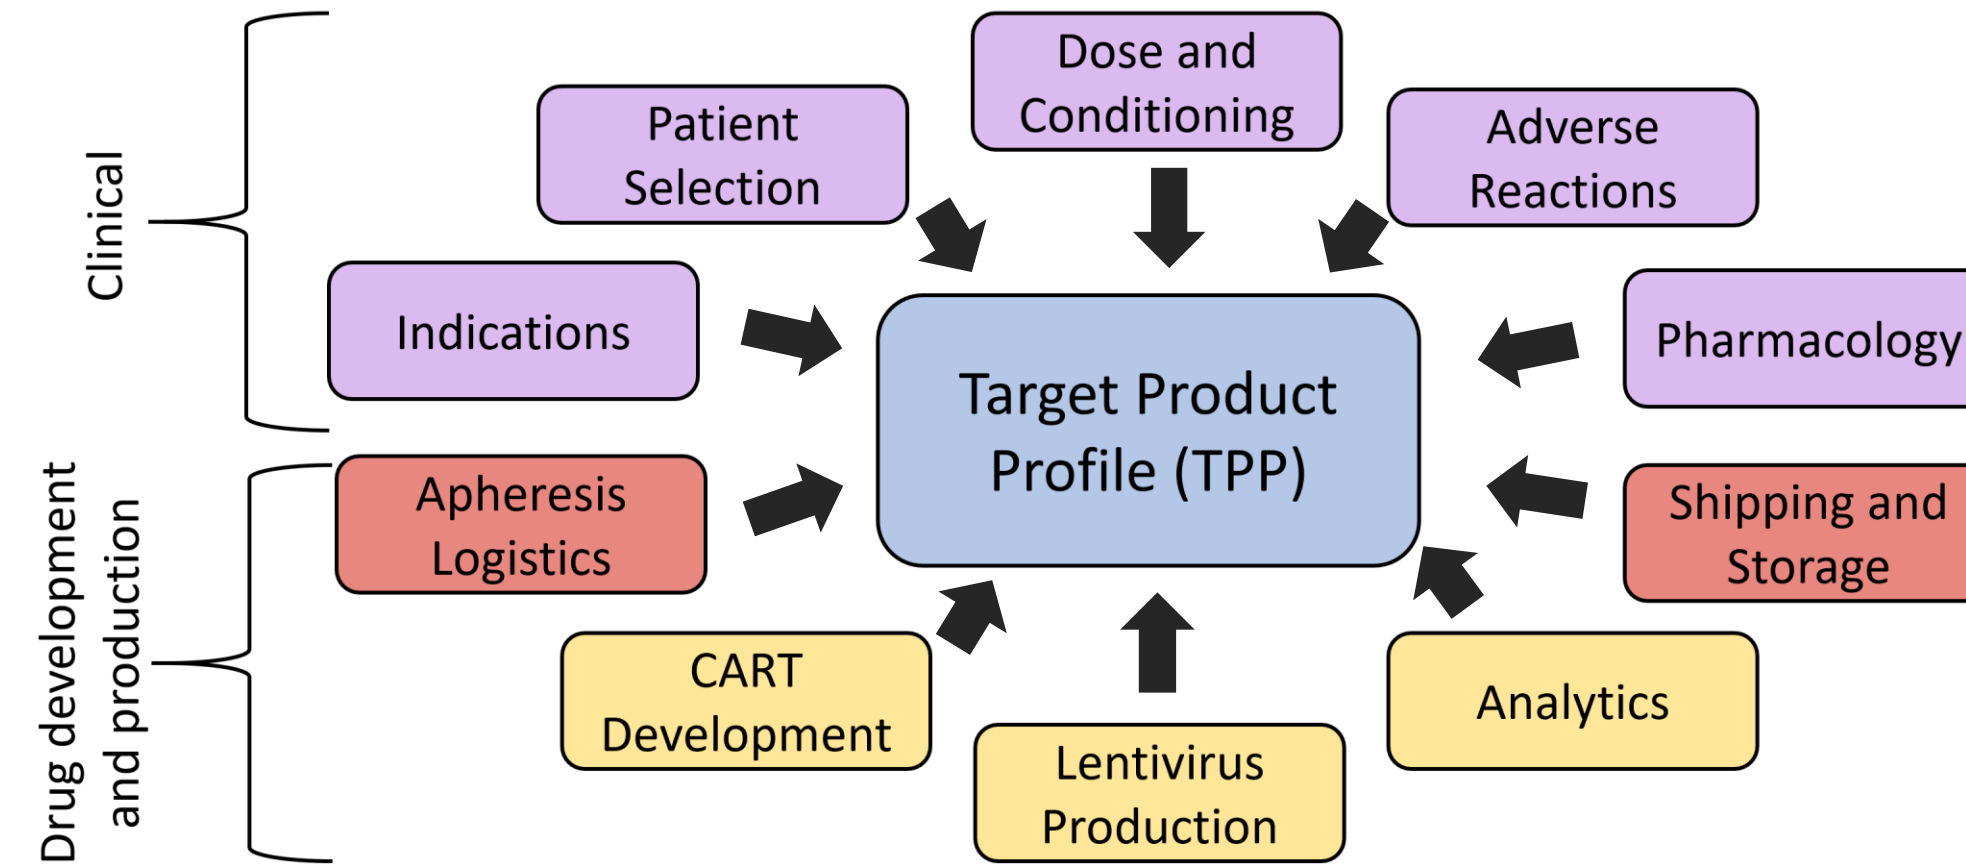 Clinical
Dose and
Conditioning
Patient
Selection
Adverse
Reactions
Indications
Pharmacology
Target Product
Profile (TPP)
Drug development
and production
Apheresis
Logistics
Shipping and
Storage
CART
Development
Analytics
Lentivirus
Production